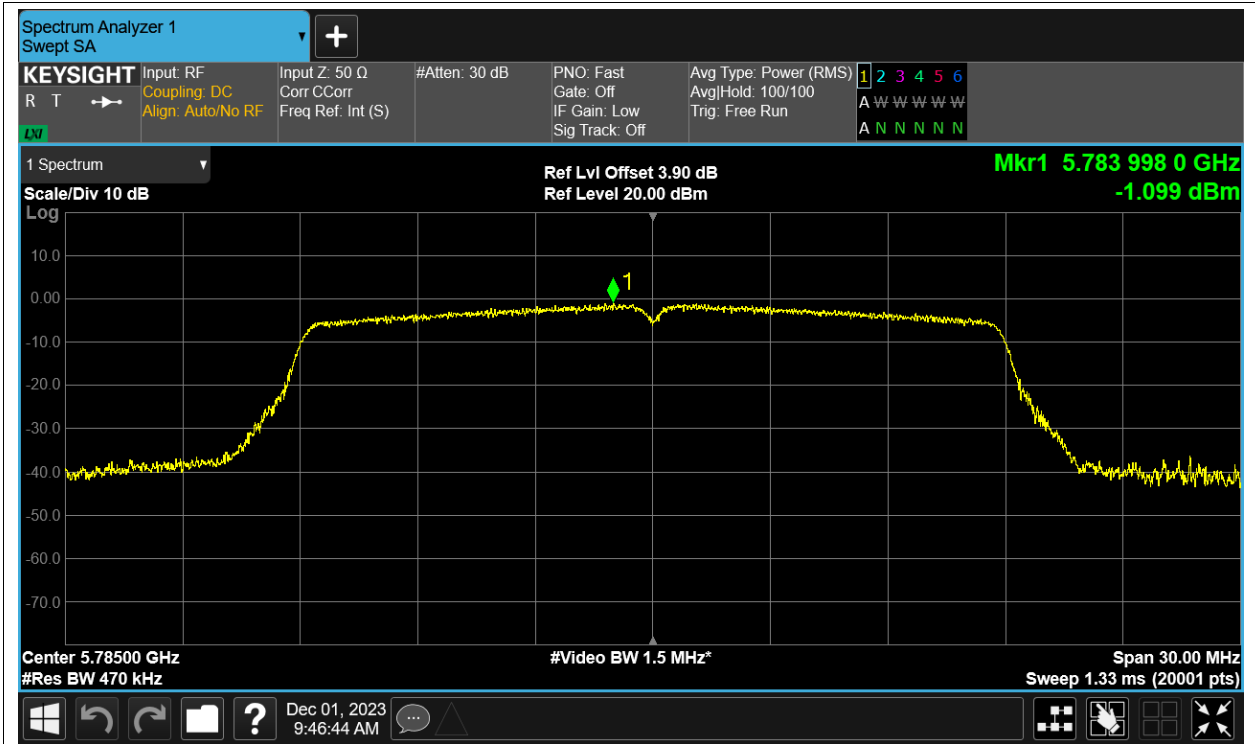 Spectrum Analyzer 1
Swept SA
+
KEYSIGHT
R T
LXI
Input: RF
Coupling: DC
Align: Auto/No RF
Input Z: 50 Ω
Corr CCorr
Freq Ref: Int (S)
#Atten: 30 dB
PNO: Fast
Gate: Off
IF Gain: Low
Sig Track: Off
Avg Type: Power (RMS)
Avg|Hold: 100/100
Trig: Free Run
1 2 3 4 5 6
A W W W W W
A N N N N N
1 Spectrum
Scale/Div 10 dB
Log
Ref Lvl Offset 3.90 dB
Ref Level 20.00 dBm
Mkr1 5.783 998 0 GHz
-1.099 dBm
10.0
0.00
-10.0
-20.0
-30.0
-40.0
-50.0
-60.0
-70.0
1
Center 5.78500 GHz
#Res BW 470 kHz
#Video BW 1.5 MHz*
Span 30.00 MHz
Sweep 1.33 ms (20001 pts)
?
Dec 01, 2023
9:46:44 AM